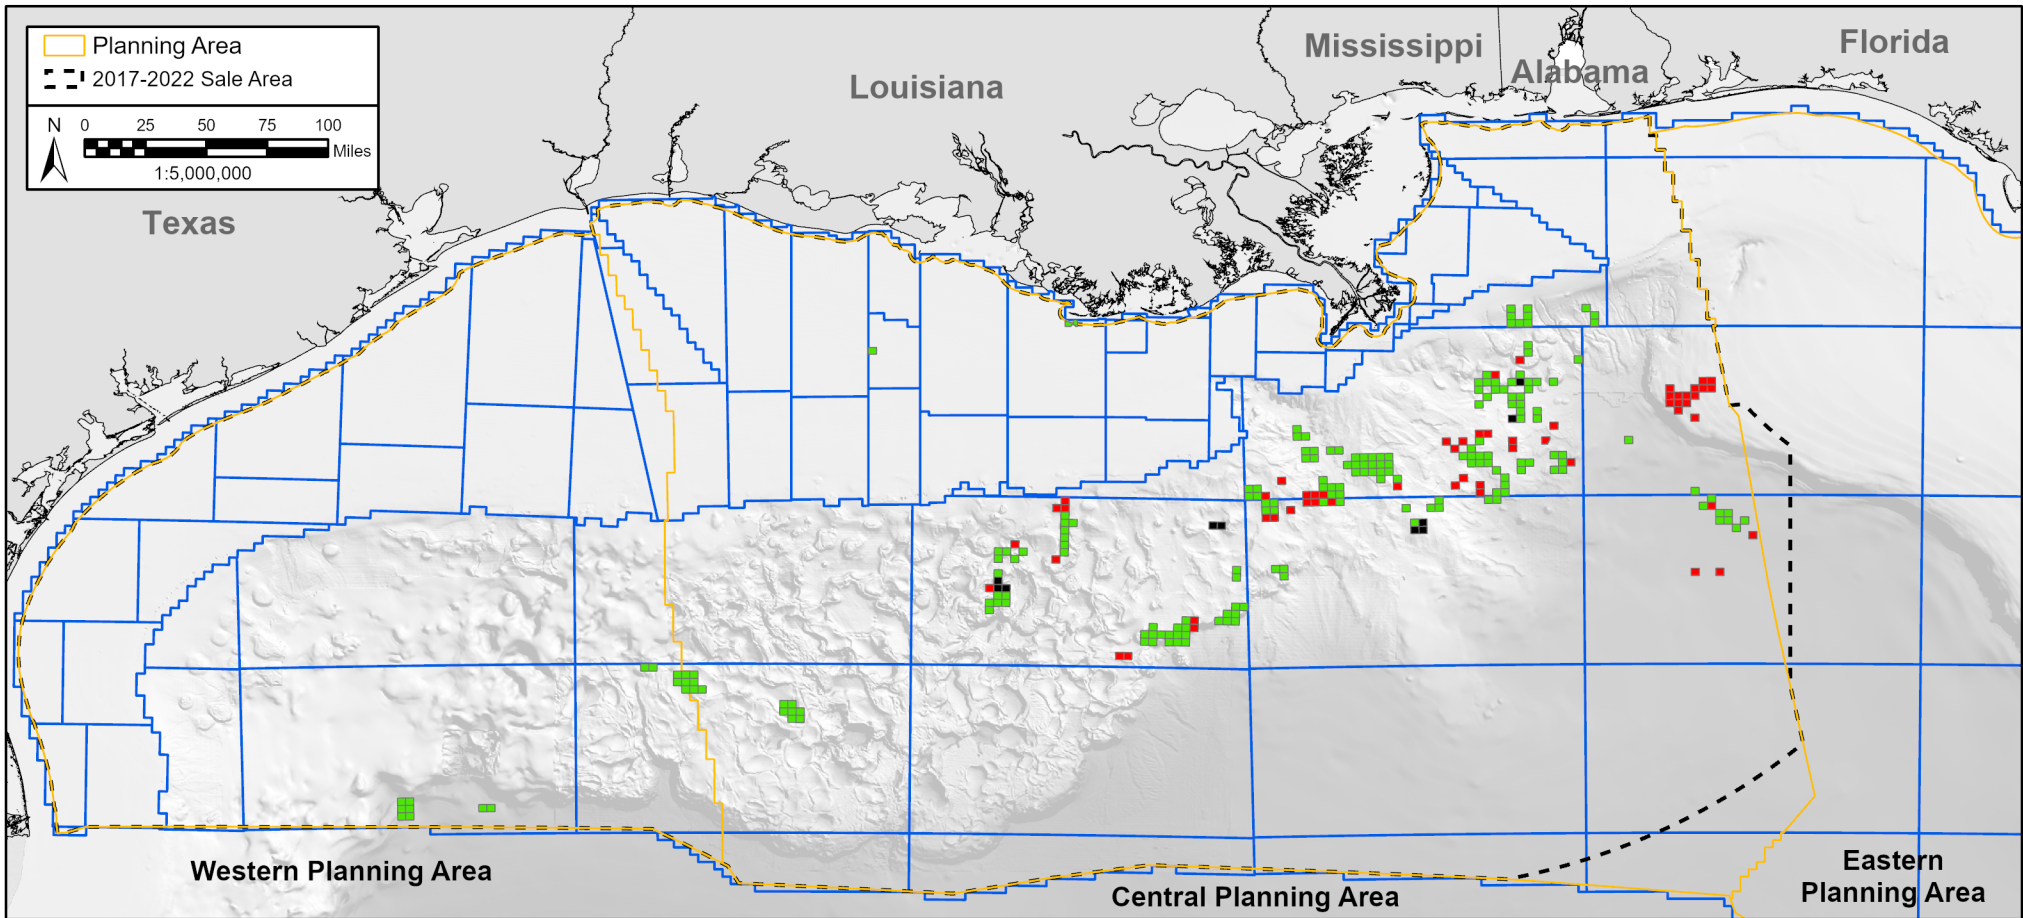 Planning Area
2017-2022 Sale Area
N 0 25 50 75 100
Miles
1:5,000,000
Texas
Louisiana
Mississippi
Alabama
Florida
Western Planning Area
Central Planning Area
Eastern
Planning Area